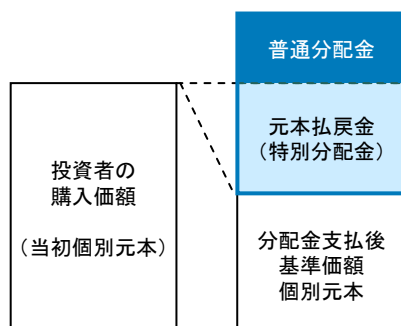 普通分配金
元本払戻金
（特別分配金）
投資者の
購入価額
（当初個別元本）
分配金支払後
基準価額
個別元本